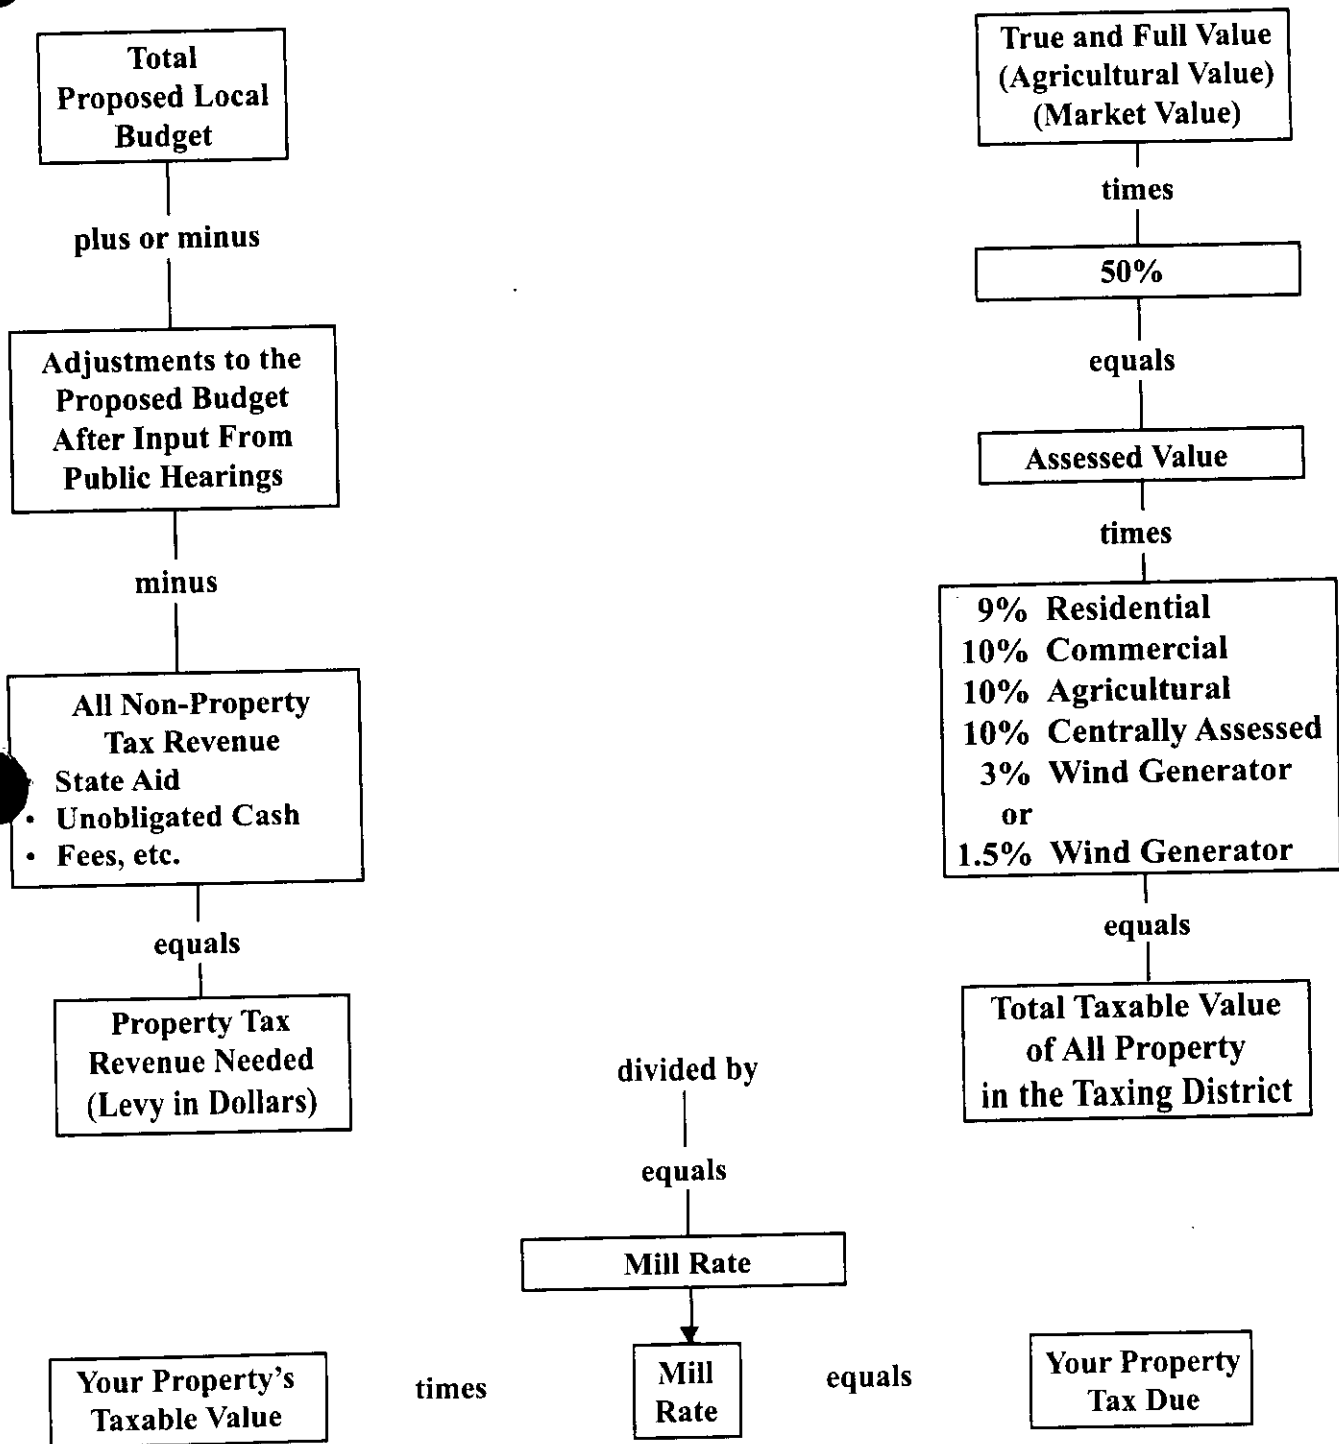 Total
Proposed Local
Budget
plus or minus
Adjustments to the
Proposed Budget
After Input From
Public Hearings
minus
All Non-Property
Tax Revenue
• State Aid
• Unobligated Cash
• Fees, etc.
equals
Property Tax
Revenue Needed
(Levy in Dollars)
True and Full Value
(Agricultural Value)
(Market Value)
times
50%
equals
Assessed Value
times
9% Residential
10% Commercial
10% Agricultural
10% Centrally Assessed
3% Wind Generator
or
1.5% Wind Generator
equals
Total Taxable Value
of All Property
in the Taxing District
divided by
equals
Mill Rate
Your Property's
Taxable Value
times
Mill
Rate
equals
Your Property
Tax Due